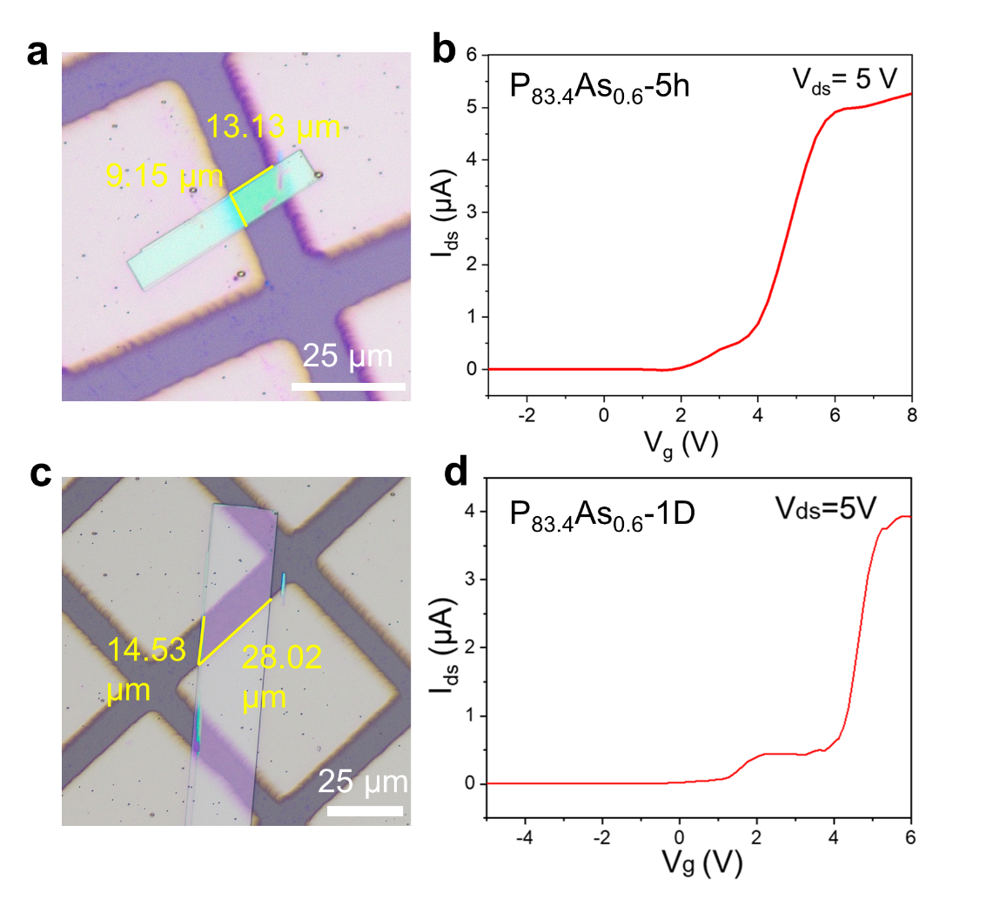 a
13.13 μm
9.15 μm
25 μm
b
P83.4As0.6-5h
Vds= 5 V
Ids (μA)
6
5
4
3
2
1
0
-2 0 2 4 6 8
Vg (V)
c
14.53
μm
28.02
μm
25 μm
d
P83.4As0.6-1D
Vds=5V
Ids (μA)
4
3
2
1
0
-4 -2 0 2 4 6
Vg (V)